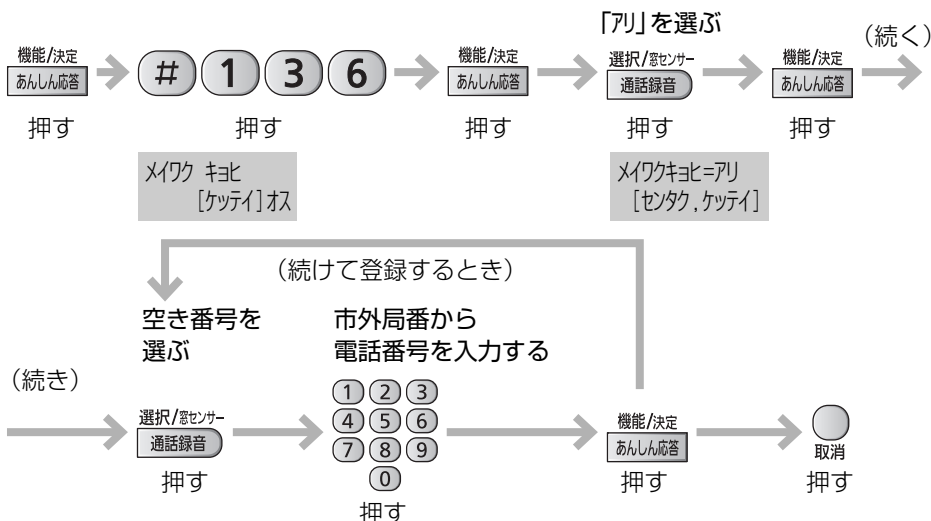 「アリ」を選ぶ
(続く)
機能/決定
あんしん応答
押す
# 1 3 6
押す
メイワク キョヒ
[ケッテイ]オス
機能/決定
あんしん応答
押す
選択/窓センサー
通話録音
押す
メイワクキョヒ=アリ
[センタク,ケッテイ]
機能/決定
あんしん応答
押す
(続けて登録するとき)
(続き)
空き番号を
選ぶ
選択/窓センサー
通話録音
押す
市外局番から
電話番号を入力する
1 2 3
4 5 6
7 8 9
0
押す
機能/決定
あんしん応答
押す
取消
押す